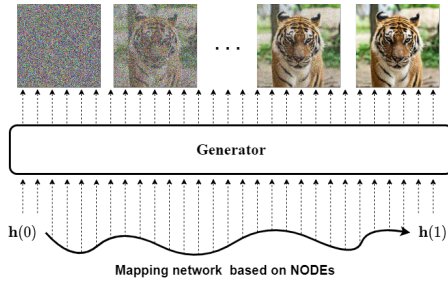 . . .
Generator
h(0)
h(1)
Mapping network based on NODEs